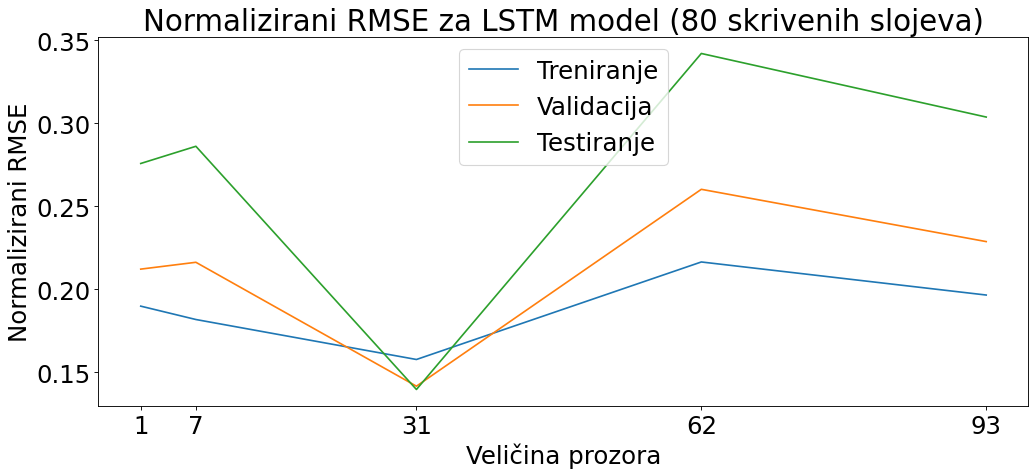 Normalizirani RMSE za LSTM model (80 skrivenih slojeva)
0.35
0.30
0.25
0.20
0.15
Normalizirani RMSE
Treniranje
Validacija
Testiranje
1 7 31 62 93
Veličina prozora